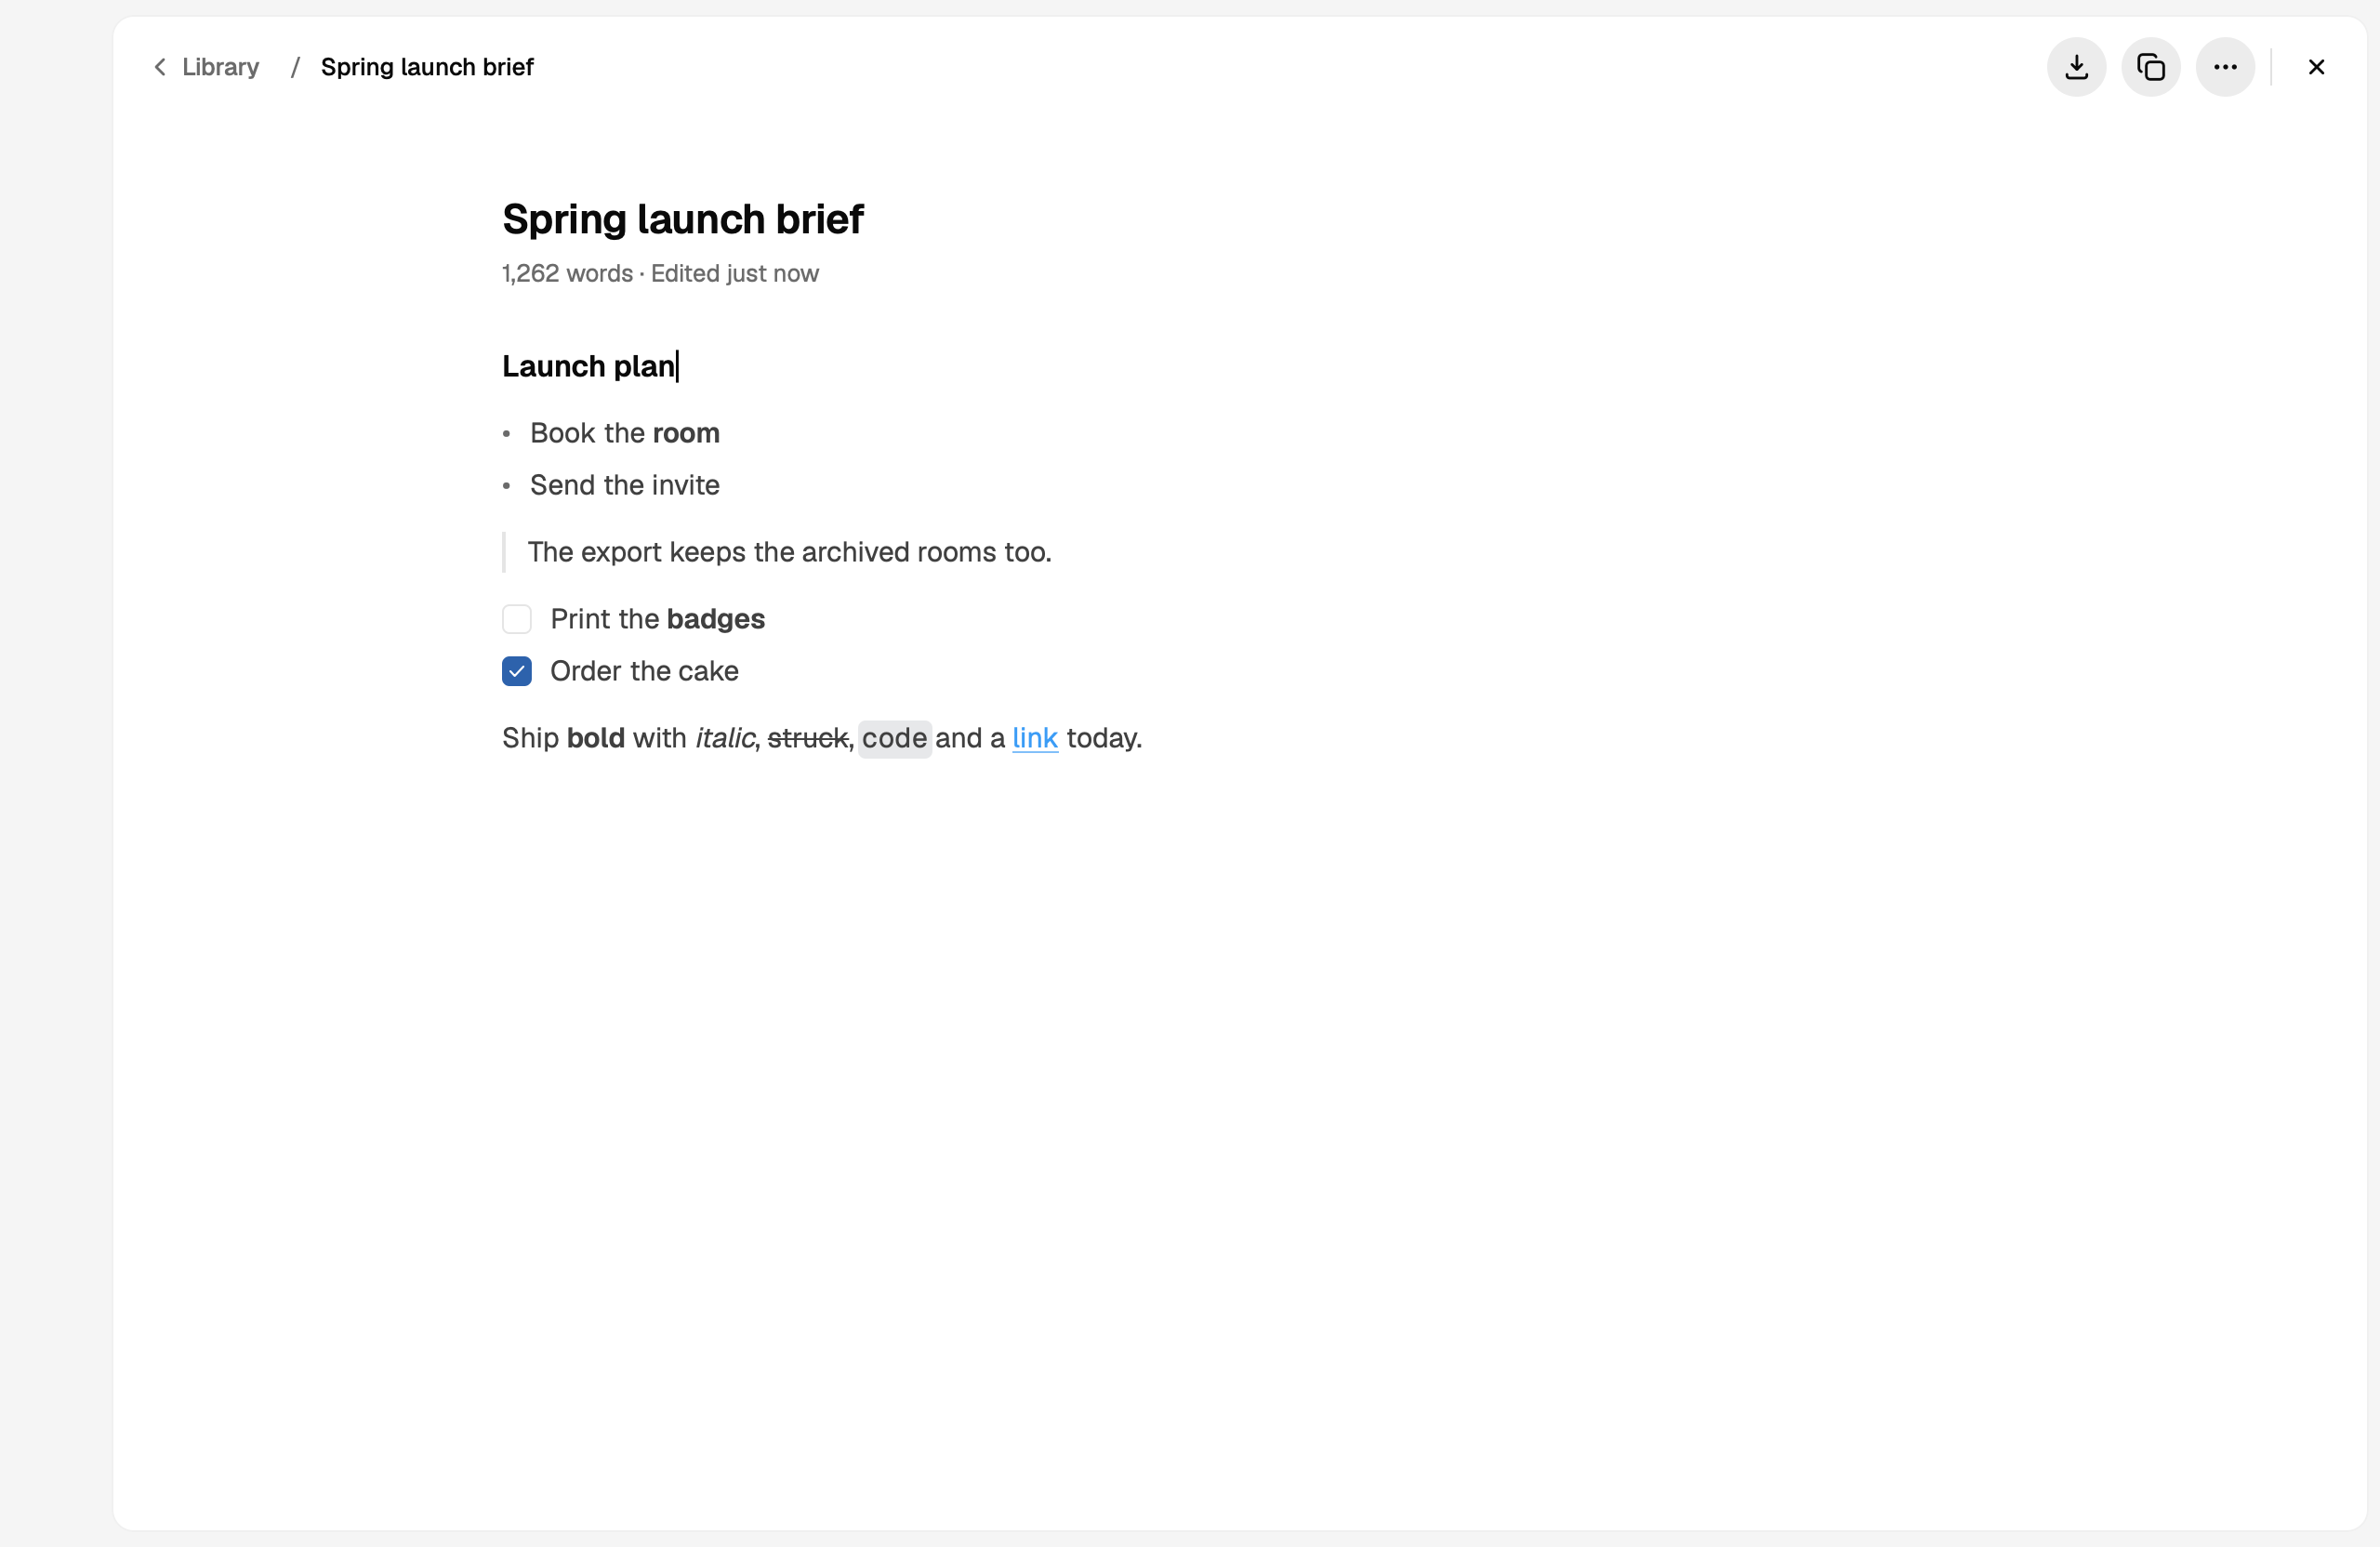 Library / Spring launch brief
Spring launch brief
1,262 words · Edited just now
Launch plan
• Book the room
• Send the invite
The export keeps the archived rooms too.
Print the badges
Order the cake
Ship bold with italic, struck, code and a link today.